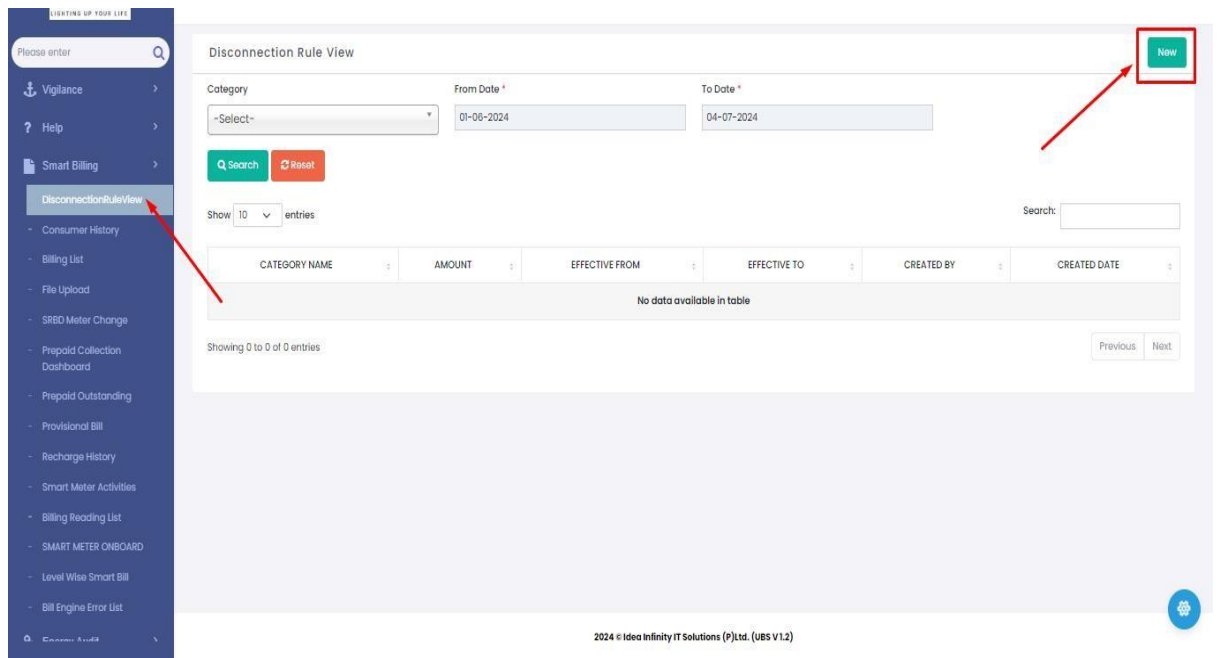 LIGHTING UP YOUR LIFE
Please enter
Vigilance
? Help
Smart Billing
DisconnectionRuleView
- Consumer History
- Billing List
- File Upload
- SRBD Meter Change
- Prepaid Collection
Dashboard
- Prepaid Outstanding
- Provisional Bill
- Recharge History
- Smart Meter Activities
- Billing Reading List
- SMART METER ONBOARD
- Level Wise Smart Bill
- Bill Engine Error List
Energy Audit
Disconnection Rule View
New
Category From Date * To Date *
-Select- 01-06-2024 04-07-2024
Search Reset
Show 10 entries Search:
CATEGORY NAME AMOUNT EFFECTIVE FROM EFFECTIVE TO CREATED BY CREATED DATE
No data available in table
Showing 0 to 0 of 0 entries Previous Next
2024 © Idea Infinity IT Solutions (P)Ltd. (UBS V1.2)